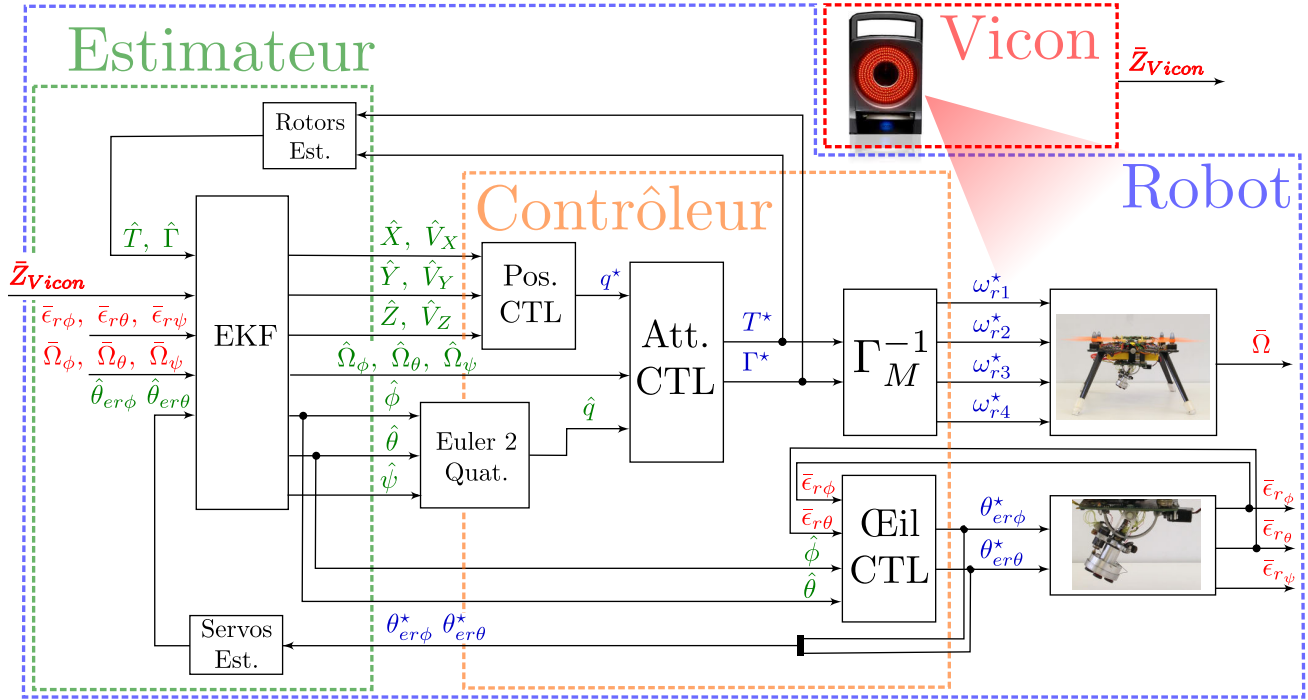 Estimateur
Vicon
Z̄_Vicon
Robot
Rotors
Est.
Contrôleur
T̂, Γ̂
Z̄_Vicon
ε̄_rϕ, ε̄_rθ, ε̄_rψ
Ω̄_ϕ, Ω̄_θ, Ω̄_ψ
θ̂_erϕ θ̂_erθ
EKF
X̂, V̂_X
Ŷ, V̂_Y
Ẑ, V̂_Z
Ω̂_ϕ, Ω̂_θ, Ω̂_ψ
ϕ̂
θ̂
ψ̂
Pos.
CTL
q*
Euler 2
Quat.
q̂
Att.
CTL
T*
Γ*
Γ_M^{-1}
ω*_r1
ω*_r2
ω*_r3
ω*_r4
Ω̄
ε̄_rϕ
ε̄_rθ
ϕ̂
θ̂
Œil
CTL
θ*_erϕ
θ*_erθ
ε̄_rϕ
ε̄_rθ
ε̄_rψ
Servos
Est.
θ*_erϕ θ*_erθ